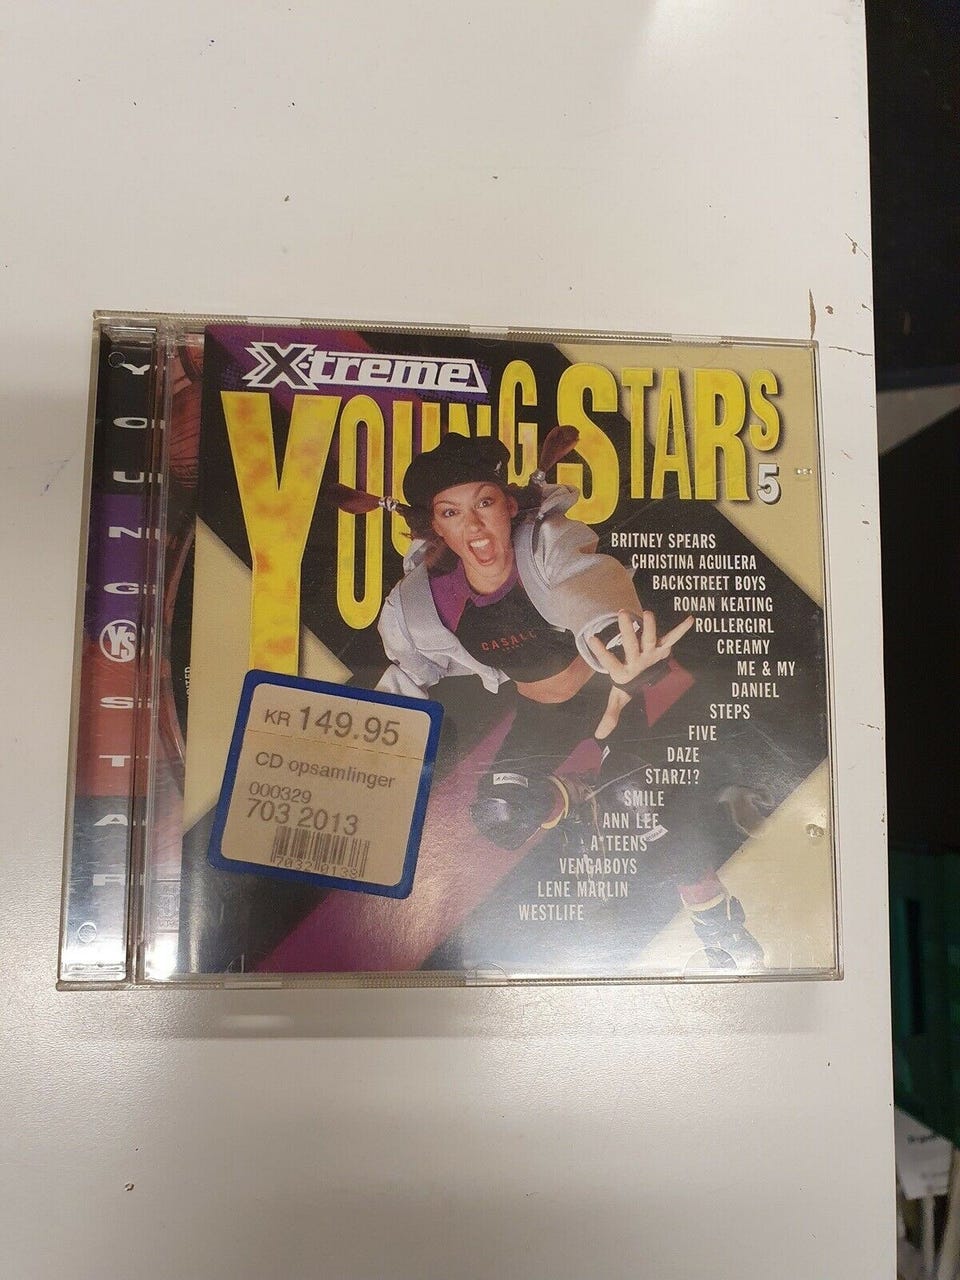 X-treme
YOUNG STARS
5
YOUNGSTAR
YS
BRITNEY SPEARS
CHRISTINA AGUILERA
BACKSTREET BOYS
RONAN KEATING
ROLLERGIRL
CREAMY
ME & MY
DANIEL
STEPS
FIVE
DAZE
STARZ!?
SMILE
ANN LEE
A*TEENS
VENGABOYS
LENE MARLIN
WESTLIFE
CASALL
KR 149.95
CD opsamlinger
000329
703 2013